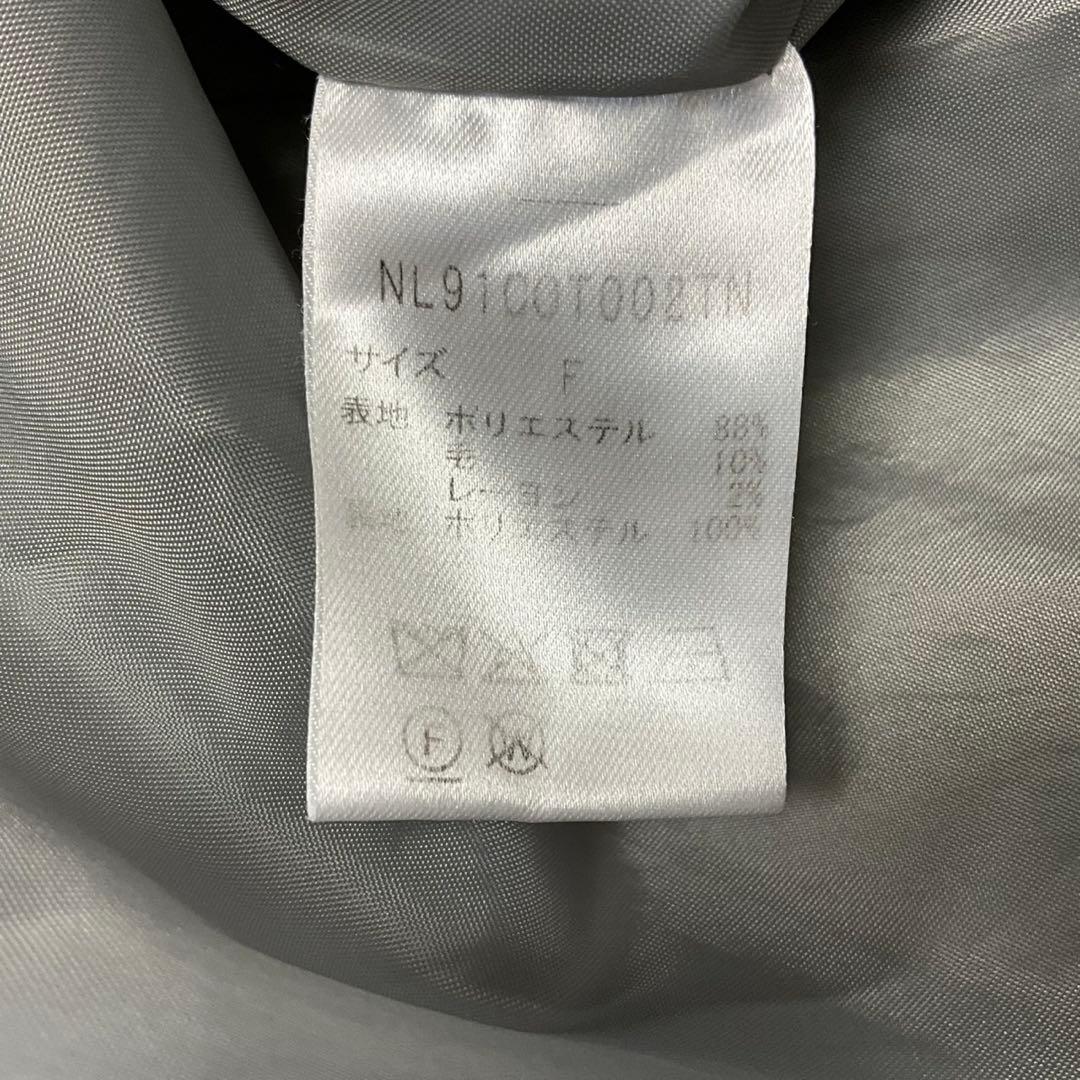 NL91COT002TN
サイズ F
表地 ポリエステル 88%
毛 10%
レーヨン 2%
表地 ポリエステル 100%
F W